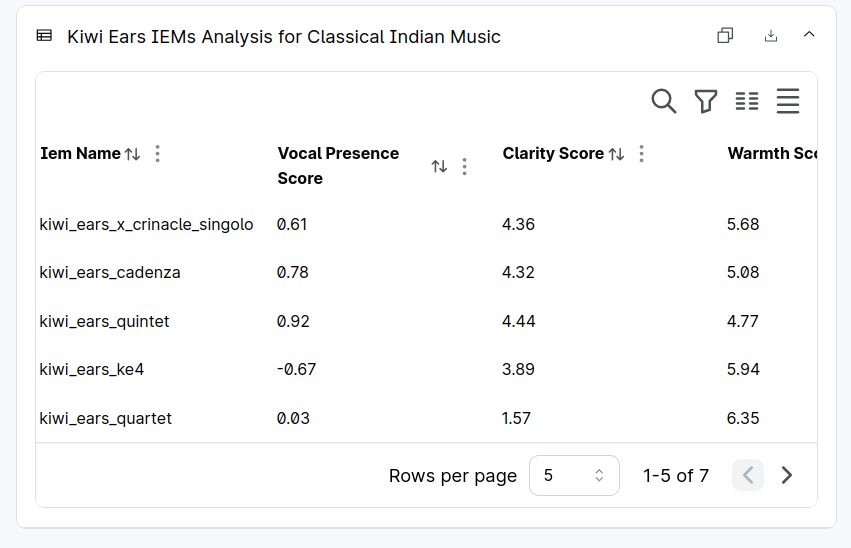 Kiwi Ears IEMs Analysis for Classical Indian Music
Iem Name Vocal Presence Score Clarity Score Warmth Sco
kiwi_ears_x_crinacle_singolo 0.61 4.36 5.68
kiwi_ears_cadenza 0.78 4.32 5.08
kiwi_ears_quintet 0.92 4.44 4.77
kiwi_ears_ke4 -0.67 3.89 5.94
kiwi_ears_quartet 0.03 1.57 6.35
Rows per page 5 1-5 of 7